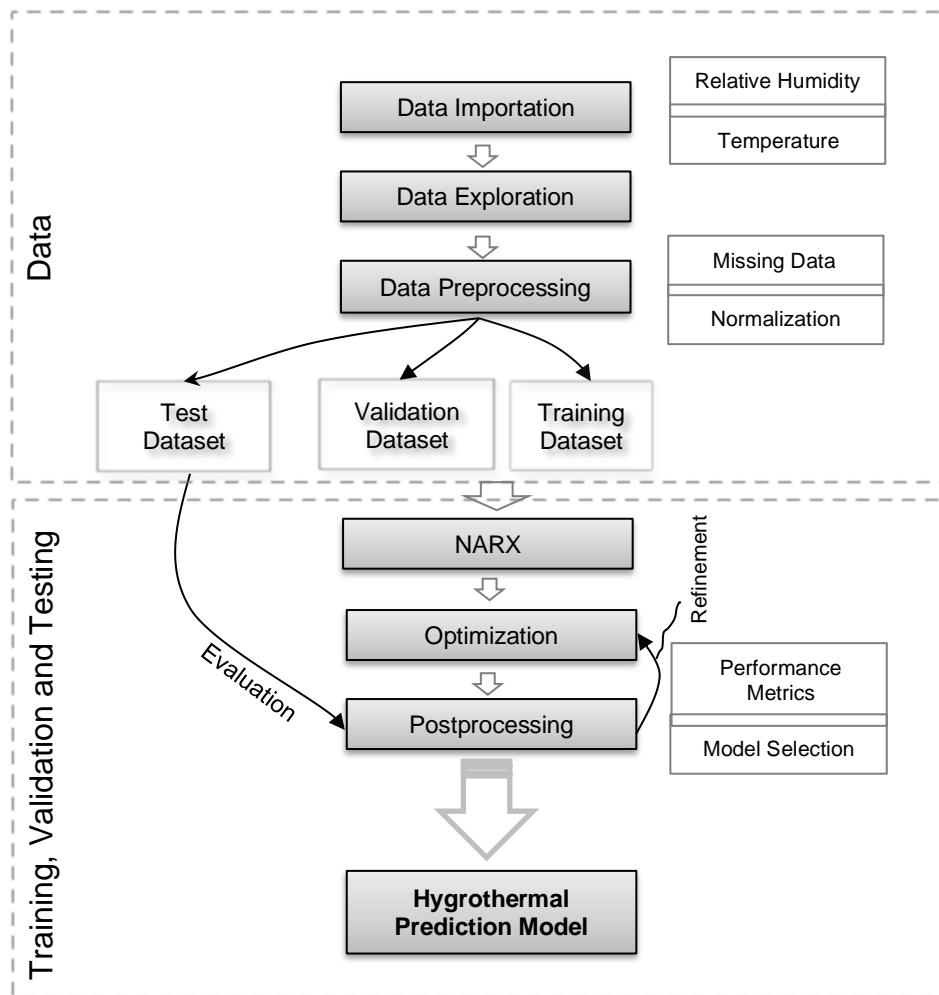 Data
Data Importation
Relative Humidity
Temperature
Data Exploration
Data Preprocessing
Missing Data
Normalization
Test
Dataset
Validation
Dataset
Training
Dataset
Training, Validation and Testing
NARX
Optimization
Refinement
Evaluation
Postprocessing
Performance
Metrics
Model Selection
Hygrothermal
Prediction Model